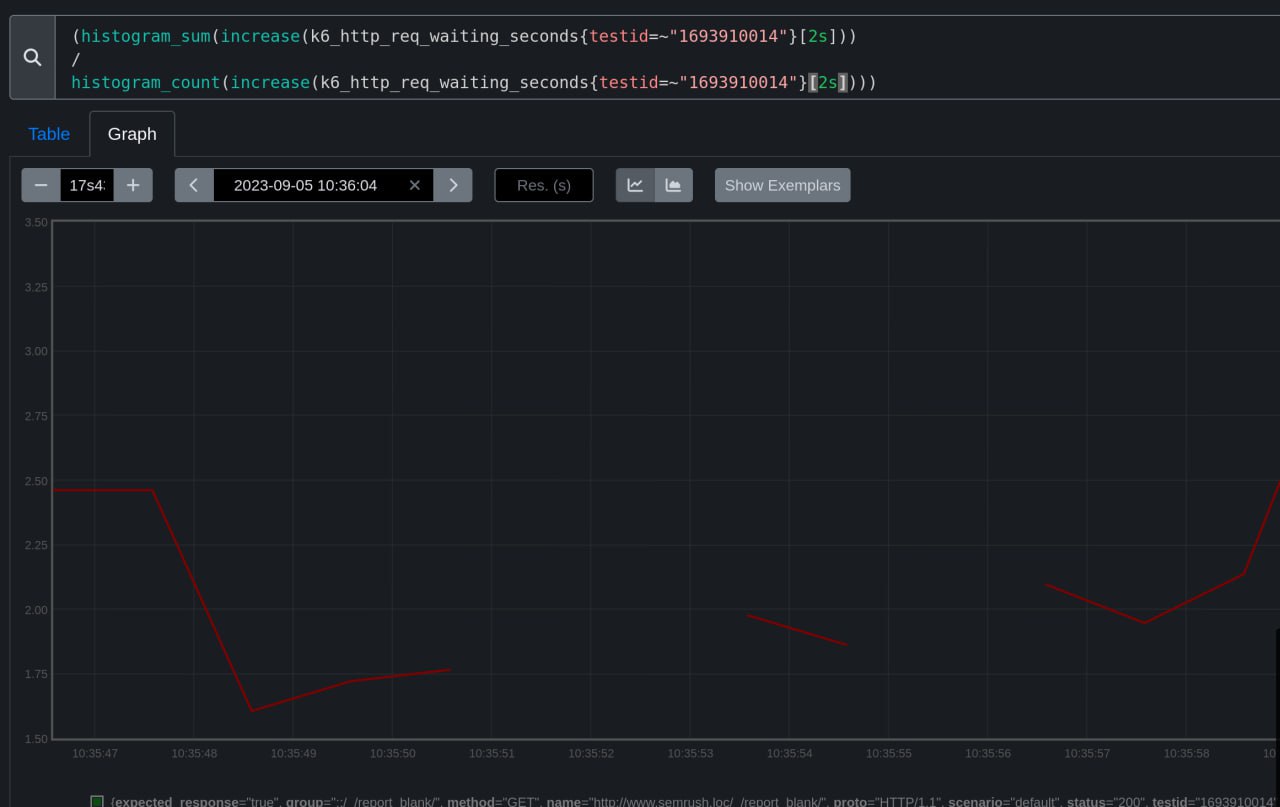 (histogram_sum(increase(k6_http_req_waiting_seconds{testid=~"1693910014"}[2s]))
/
histogram_count(increase(k6_http_req_waiting_seconds{testid=~"1693910014"}[2s])))
Table Graph
− 17s4 + 2023-09-05 10:36:04 × Res. (s) Show Exemplars
3.50
3.25
3.00
2.75
2.50
2.25
2.00
1.75
1.50
10:35:47 10:35:48 10:35:49 10:35:50 10:35:51 10:35:52 10:35:53 10:35:54 10:35:55 10:35:56 10:35:57 10:35:58 10
{expected_response="true", group="::/_/report_blank/", method="GET", name="http://www.semrush.loc/_/report_blank/", proto="HTTP/1.1", scenario="default", status="200", testid="1693910014"